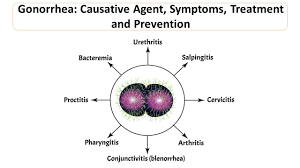 Gonorrhea: Causative Agent, Symptoms, Treatment
and Prevention
Urethritis
Bacteremia
Salpingitis
Proctitis
Cervicitis
Pharyngitis
Arthritis
Conjunctivitis (blenorrhea)